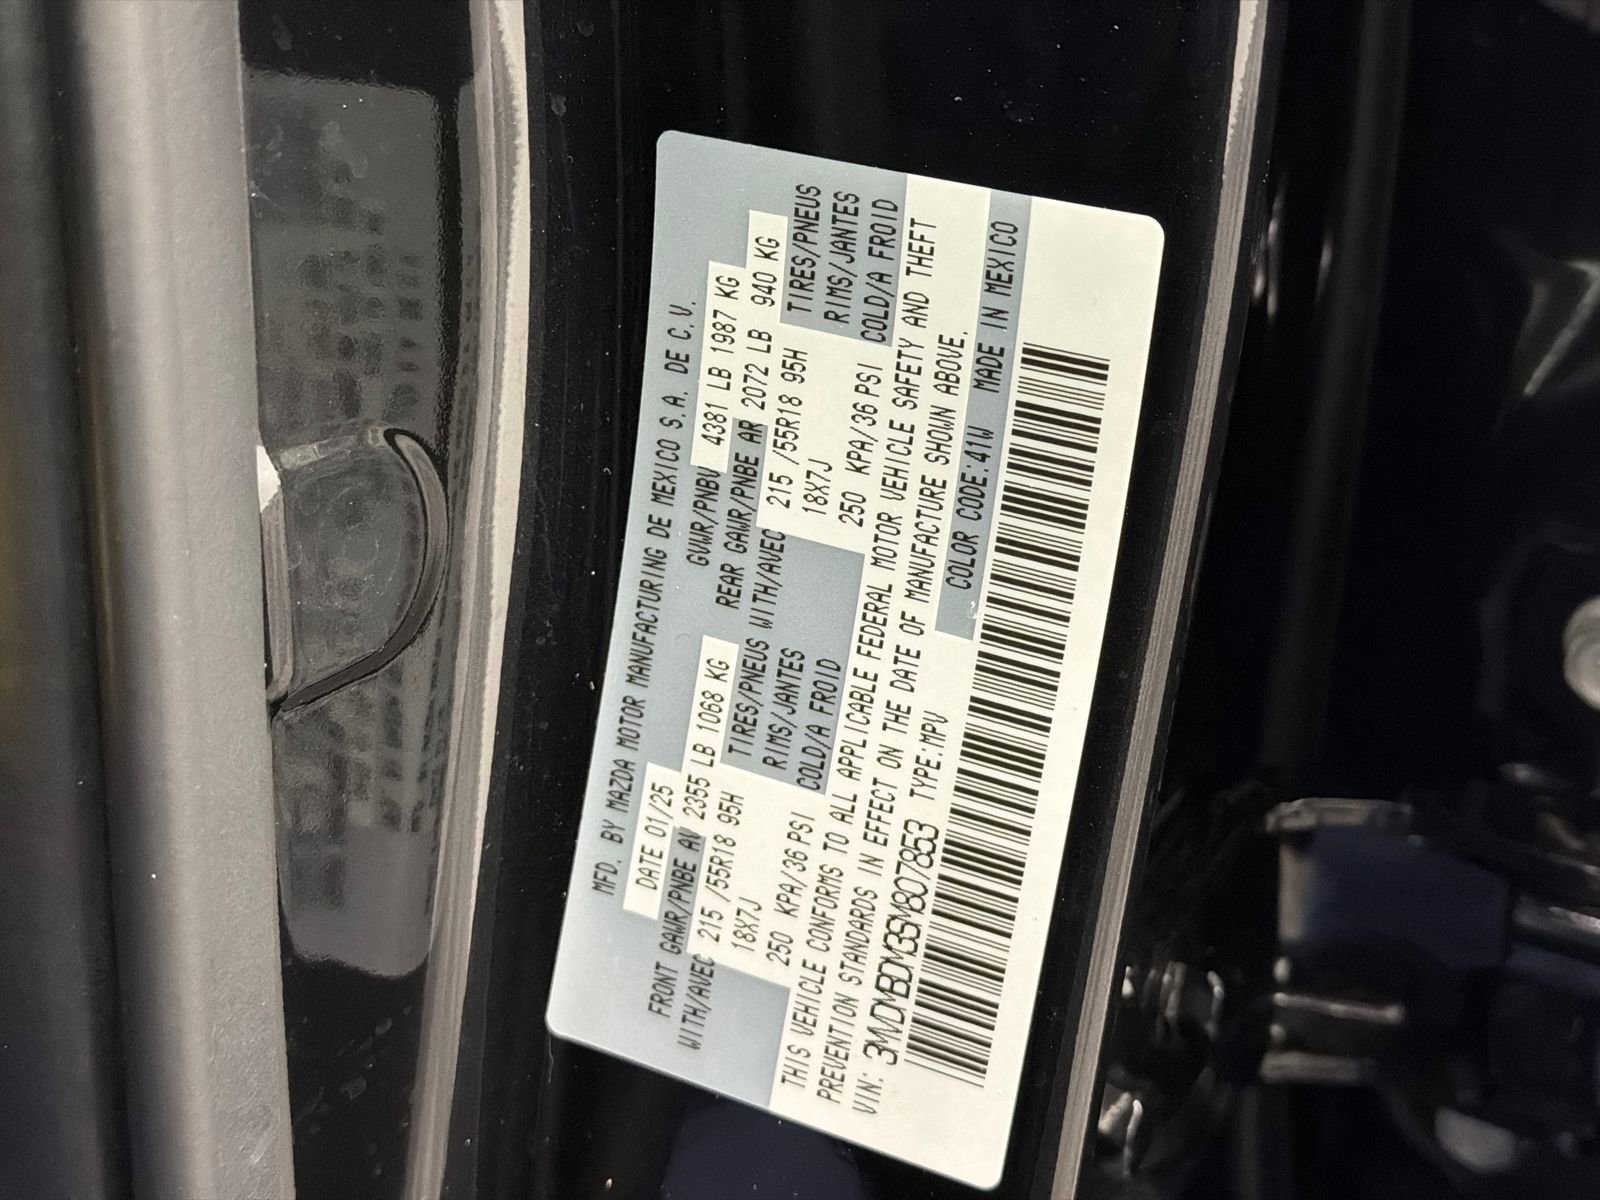 MFD. BY MAZDA MOTOR MANUFACTURING DE MEXICO S.A. DE C.V.
DATE 01/25 GVWR/PNBV 4381 LB 1987 KG
FRONT GAWR/PNBE AV 2355 LB 1068 KG REAR GAWR/PNBE AR 2072 LB 940 KG
WITH/AVEC 215 /55R18 95H TIRES/PNEUS WITH/AVEC 215 /55R18 95H TIRES/PNEUS
18X7J RIMS/JANTES 18X7J RIMS/JANTES
250 KPA/36 PSI COLD/A FROID 250 KPA/36 PSI COLD/A FROID
THIS VEHICLE CONFORMS TO ALL APPLICABLE FEDERAL MOTOR VEHICLE SAFETY AND THEFT
PREVENTION STANDARDS IN EFFECT ON THE DATE OF MANUFACTURE SHOWN ABOVE.
VIN: 3MVDMBDM3SM807853 TYPE:MPV COLOR CODE:41W MADE IN MEXICO